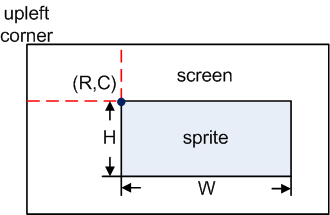 upleft
corner
screen
(R,C)
H
sprite
W